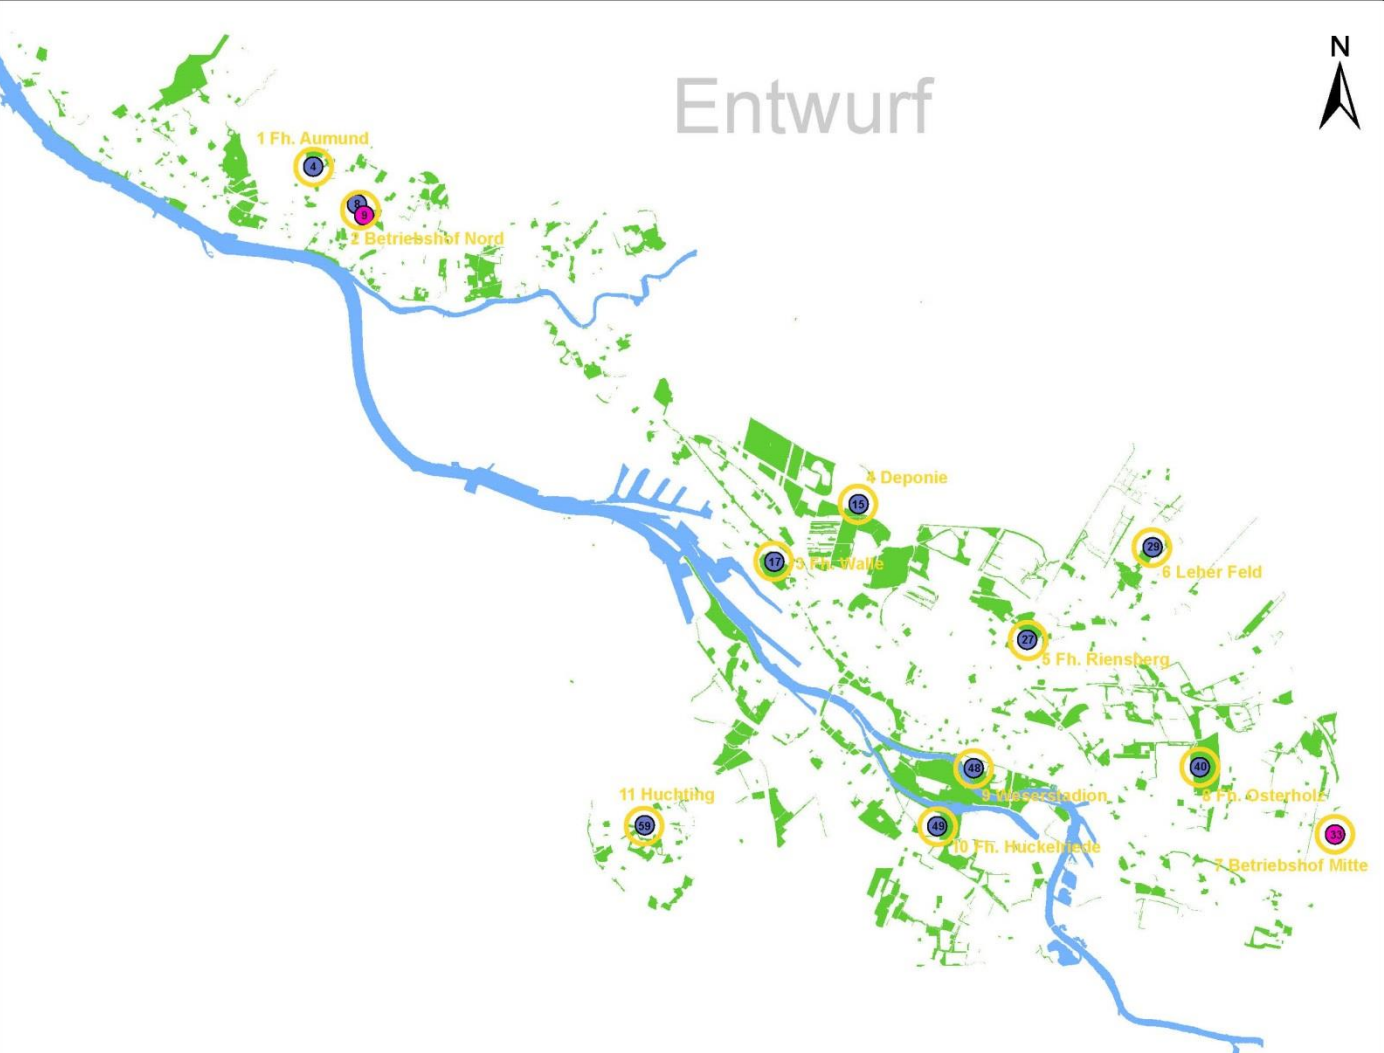 N
Entwurf
1 Fh. Aumund
4
8
9
2 Betriebshof Nord
4 Deponie
15
17
3 Fh. Walle
29
6 Leher Feld
27
5 Fh. Riensberg
48
9 Weserstadion
40
8 Fh. Osterholz
11 Huchting
59
49
10 Fh. Huckelriede
33
7 Betriebshof Mitte